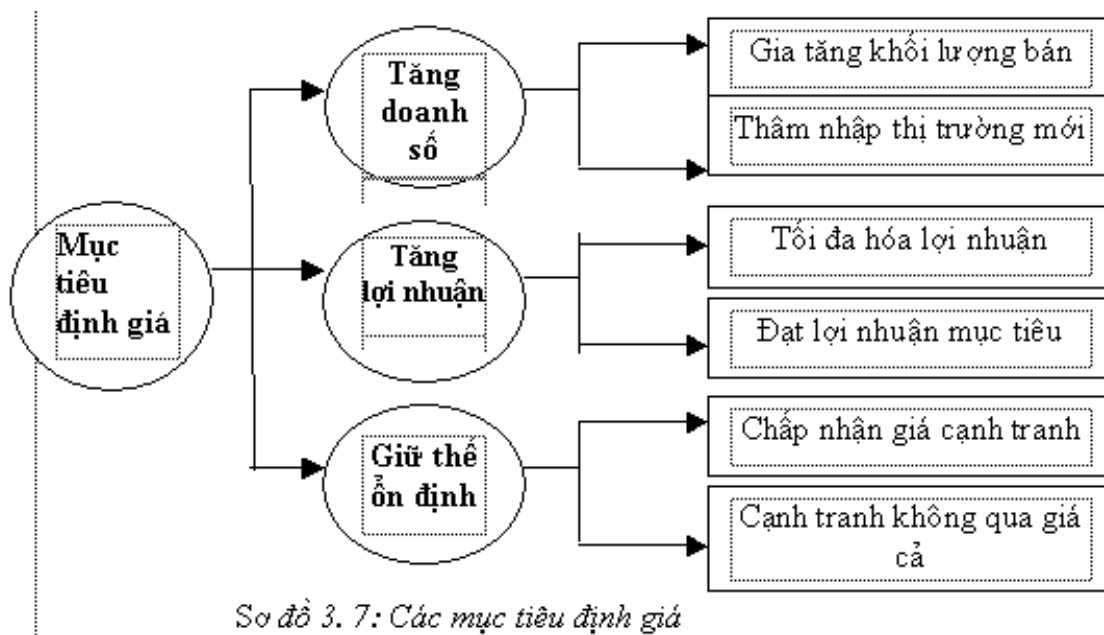 Mục
tiêu
định giá
Tăng
doanh
số
Gia tăng khối lượng bán
Thâm nhập thị trường mới
Tăng
lợi nhuận
Tối đa hóa lợi nhuận
Đạt lợi nhuận mục tiêu
Giữ thế
ổn định
Chấp nhận giá cạnh tranh
Cạnh tranh không qua giá
cả
Sơ đồ 3. 7: Các mục tiêu định giá